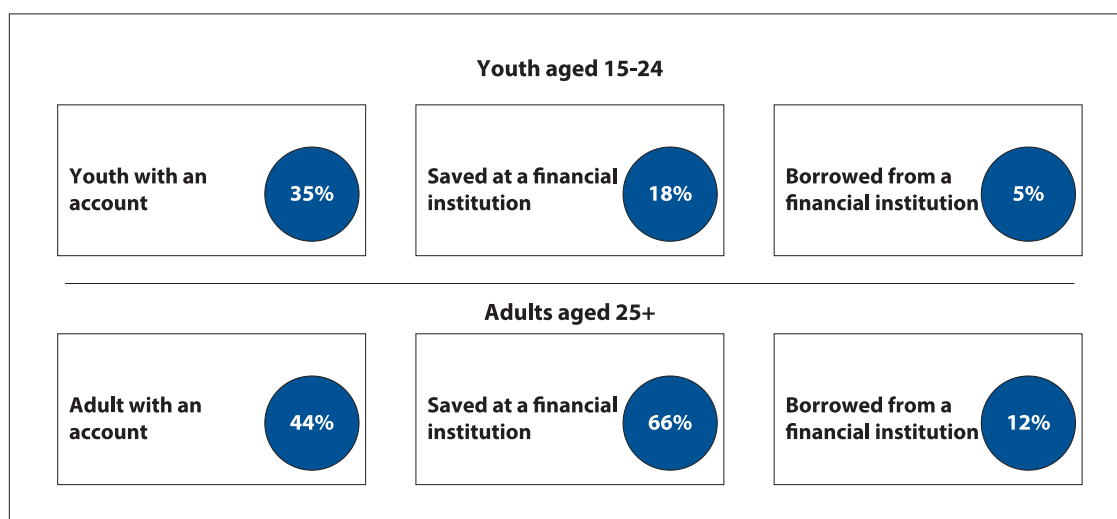 Youth aged 15-24
Youth with an
account
35%
Saved at a financial
institution
18%
Borrowed from a
financial institution
5%
Adults aged 25+
Adult with an
account
44%
Saved at a financial
institution
66%
Borrowed from a
financial institution
12%